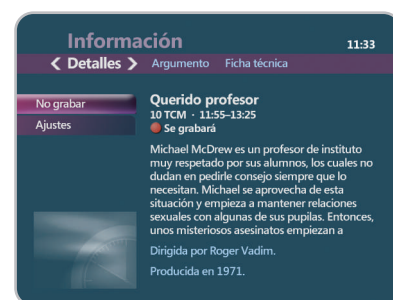 Información
11:33
< Detalles > Argumento Ficha técnica
No grabar
Ajustes
Querido profesor
10 TCM · 11:55–13:25
Se grabará
Michael McDrew es un profesor de instituto
muy respetado por sus alumnos, los cuales no
dudan en pedirle consejo siempre que lo
necesitan. Michael se aprovecha de esta
situación y empieza a mantener relaciones
sexuales con algunas de sus pupilas. Entonces,
unos misteriosos asesinatos empiezan a
Dirigida por Roger Vadim.
Producida en 1971.